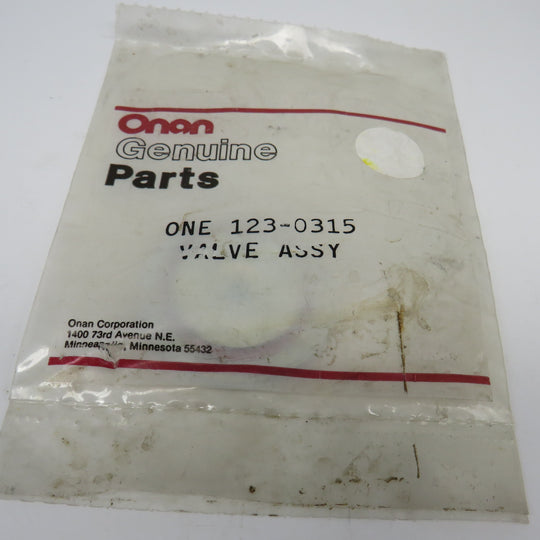 Onan
Genuine
Parts
ONE 123-0315
VALVE ASSY
Onan Corporation
1400 73rd Avenue N.E.
Minneapolis, Minnesota 55432